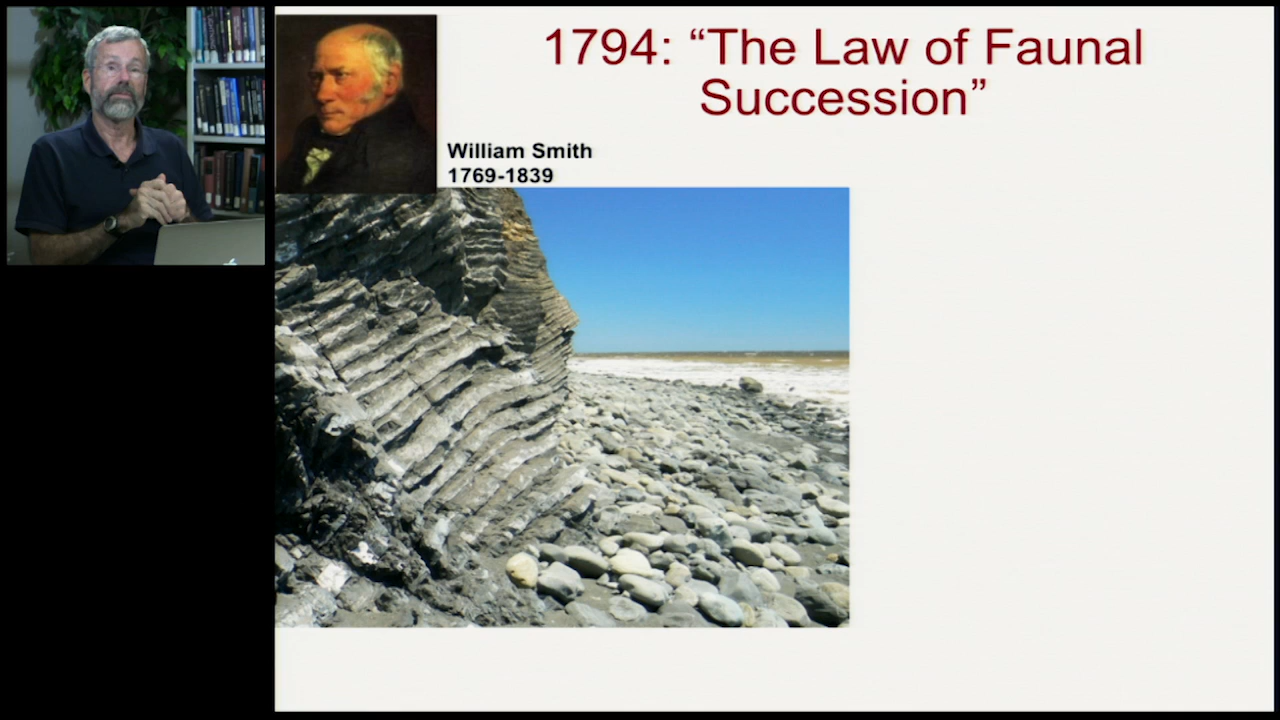 1794: “The Law of Faunal
Succession”
William Smith
1769-1839